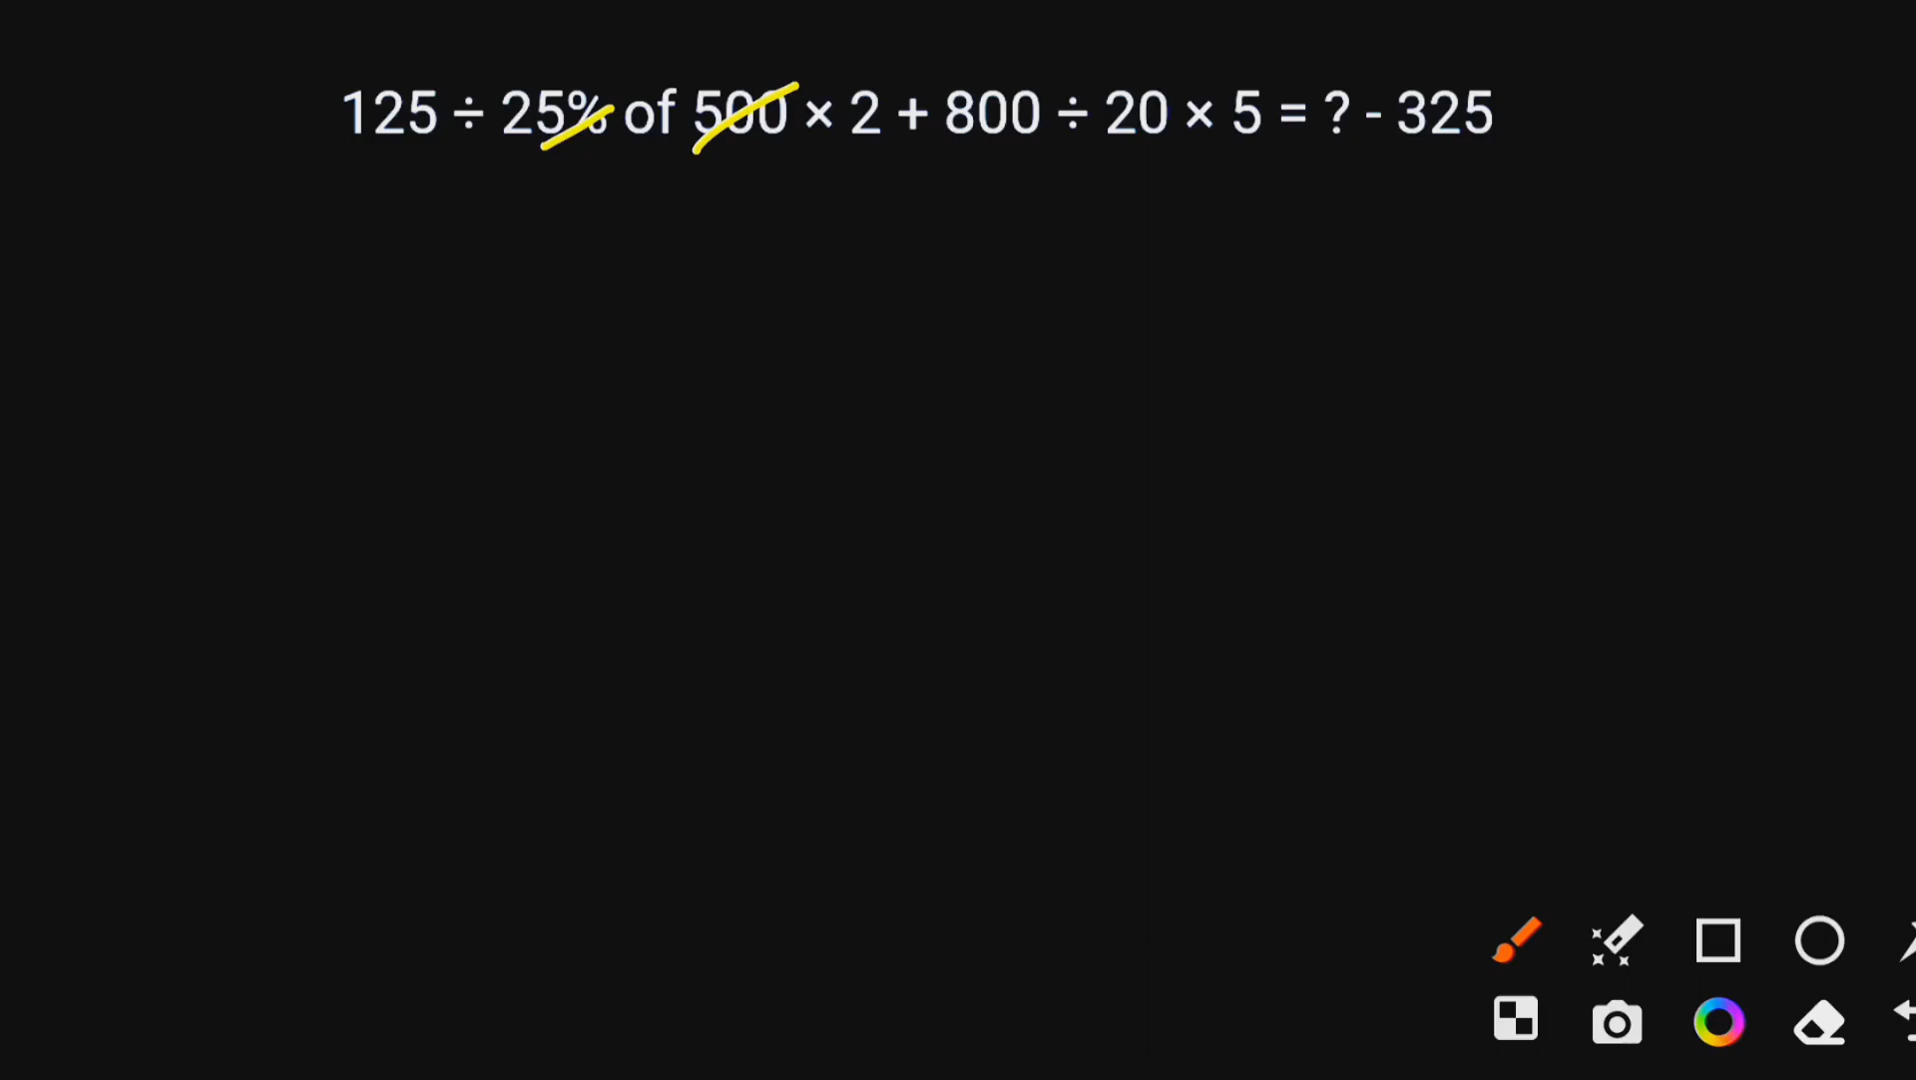 125 ÷ 25% of 500 × 2 + 800 ÷ 20 × 5 = ? - 325